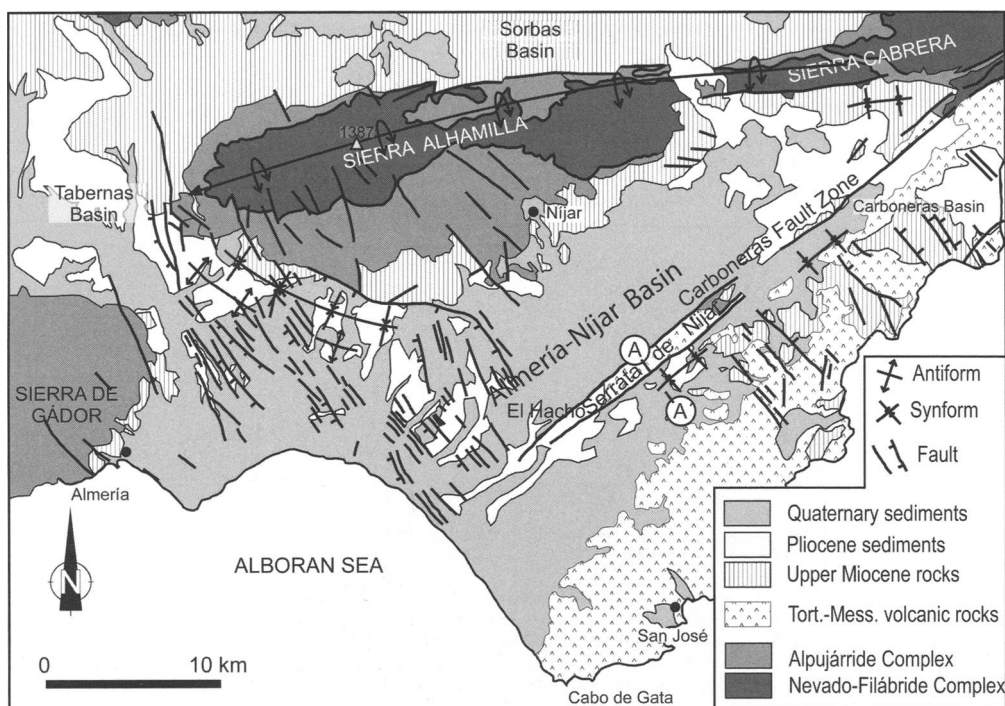 Sorbas
Basin
SIERRA CABRERA
1387
SIERRA ALHAMILLA
Tabernas
Basin
Níjar
Carboneras Fault Zone
Carboneras Basin
Almería-Níjar Basin
A
Serrata de Níjar
El Hacho
A
SIERRA DE
GÁDOR
Almería
N
ALBORAN SEA
San José
Cabo de Gata
0 10 km
Antiform
Synform
Fault
Quaternary sediments
Pliocene sediments
Upper Miocene rocks
Tort.-Mess. volcanic rocks
Alpujárride Complex
Nevado-Filábride Complex